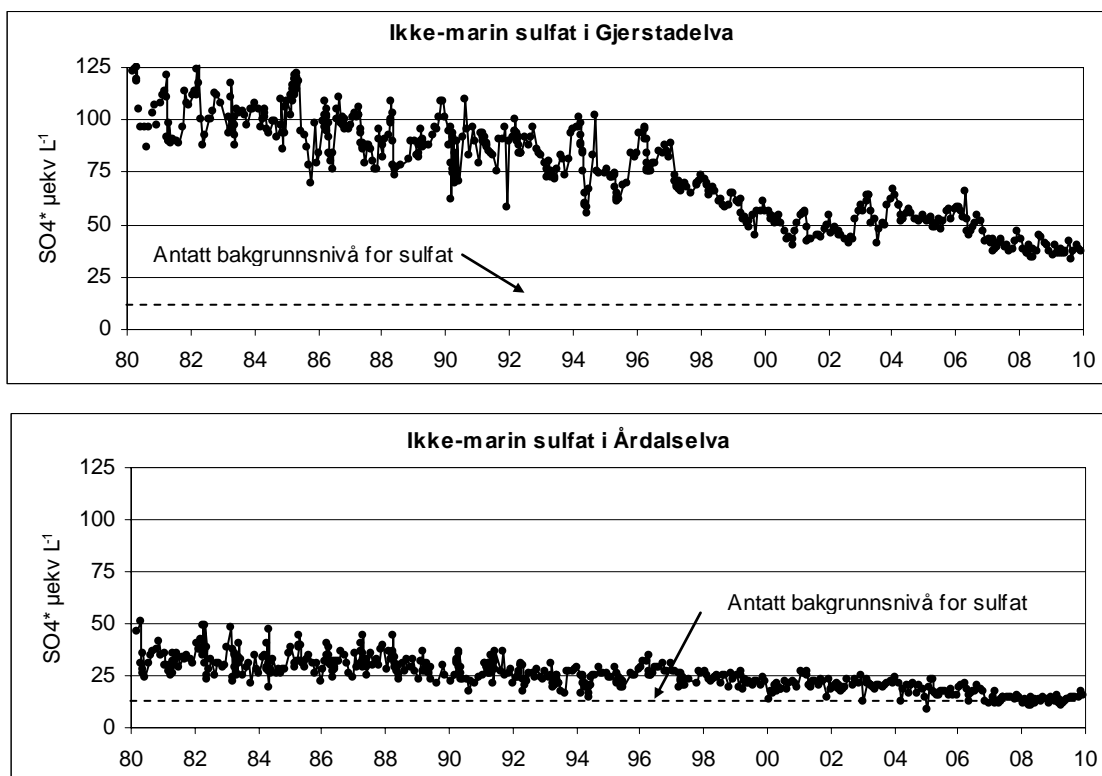 Ikke-marin sulfat i Gjerstadelva
125
100
75
50
25
0
SO4* µekv L-1
Antatt bakgrunnsnivå for sulfat
80 82 84 86 88 90 92 94 96 98 00 02 04 06 08 10
Ikke-marin sulfat i Årdalselva
125
100
75
50
25
0
SO4* µekv L-1
Antatt bakgrunnsnivå for sulfat
80 82 84 86 88 90 92 94 96 98 00 02 04 06 08 10